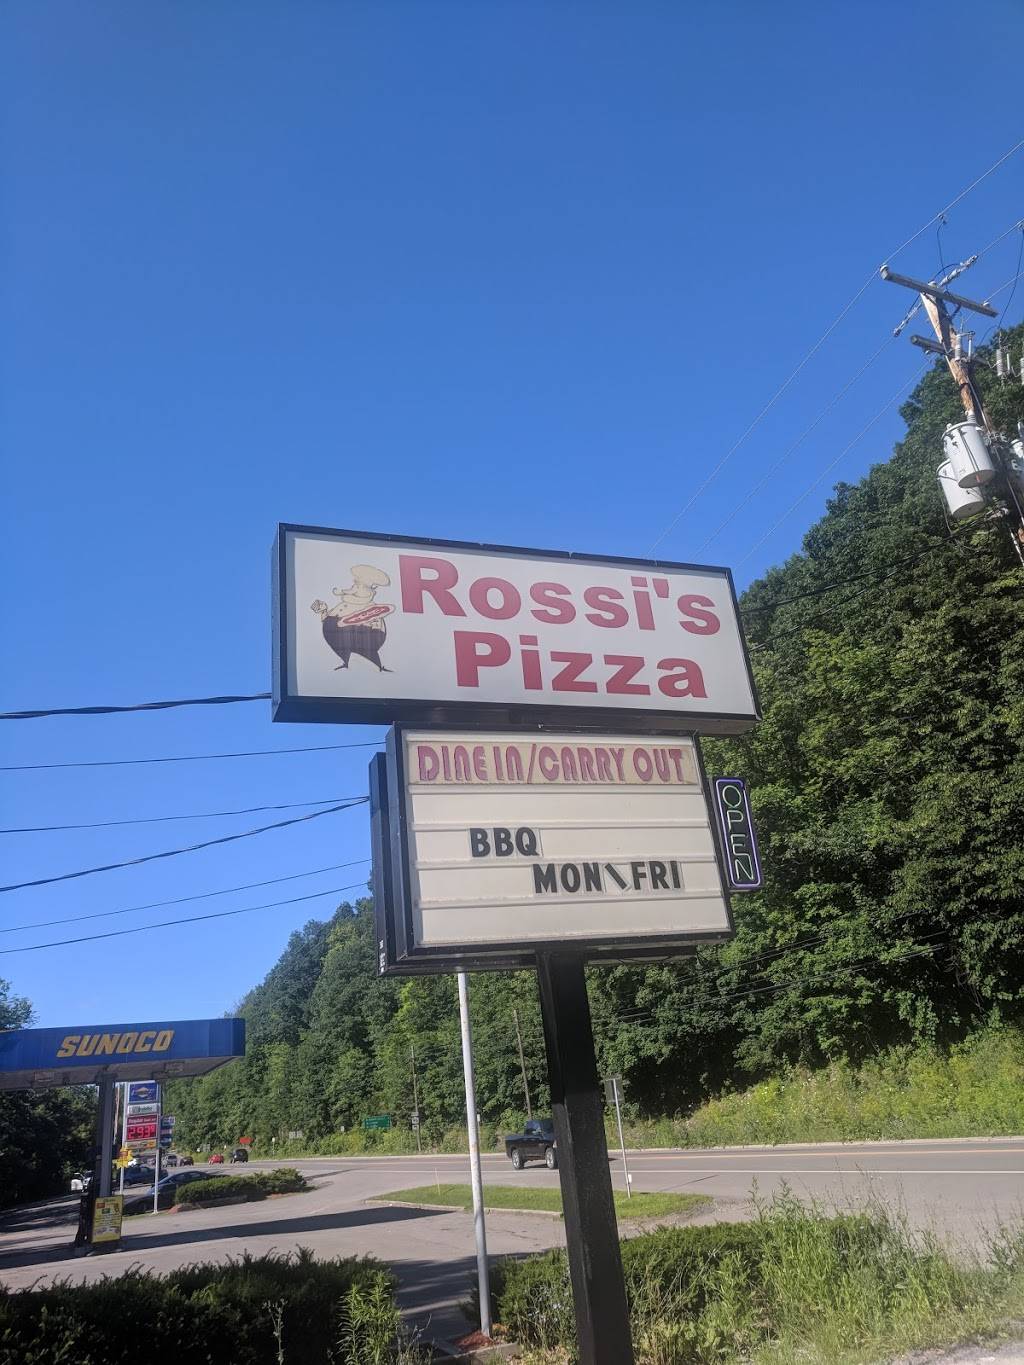 Rossi's
Pizza
DINE IN/CARRY OUT
BBQ
MON\FRI
OPEN
SUNOCO